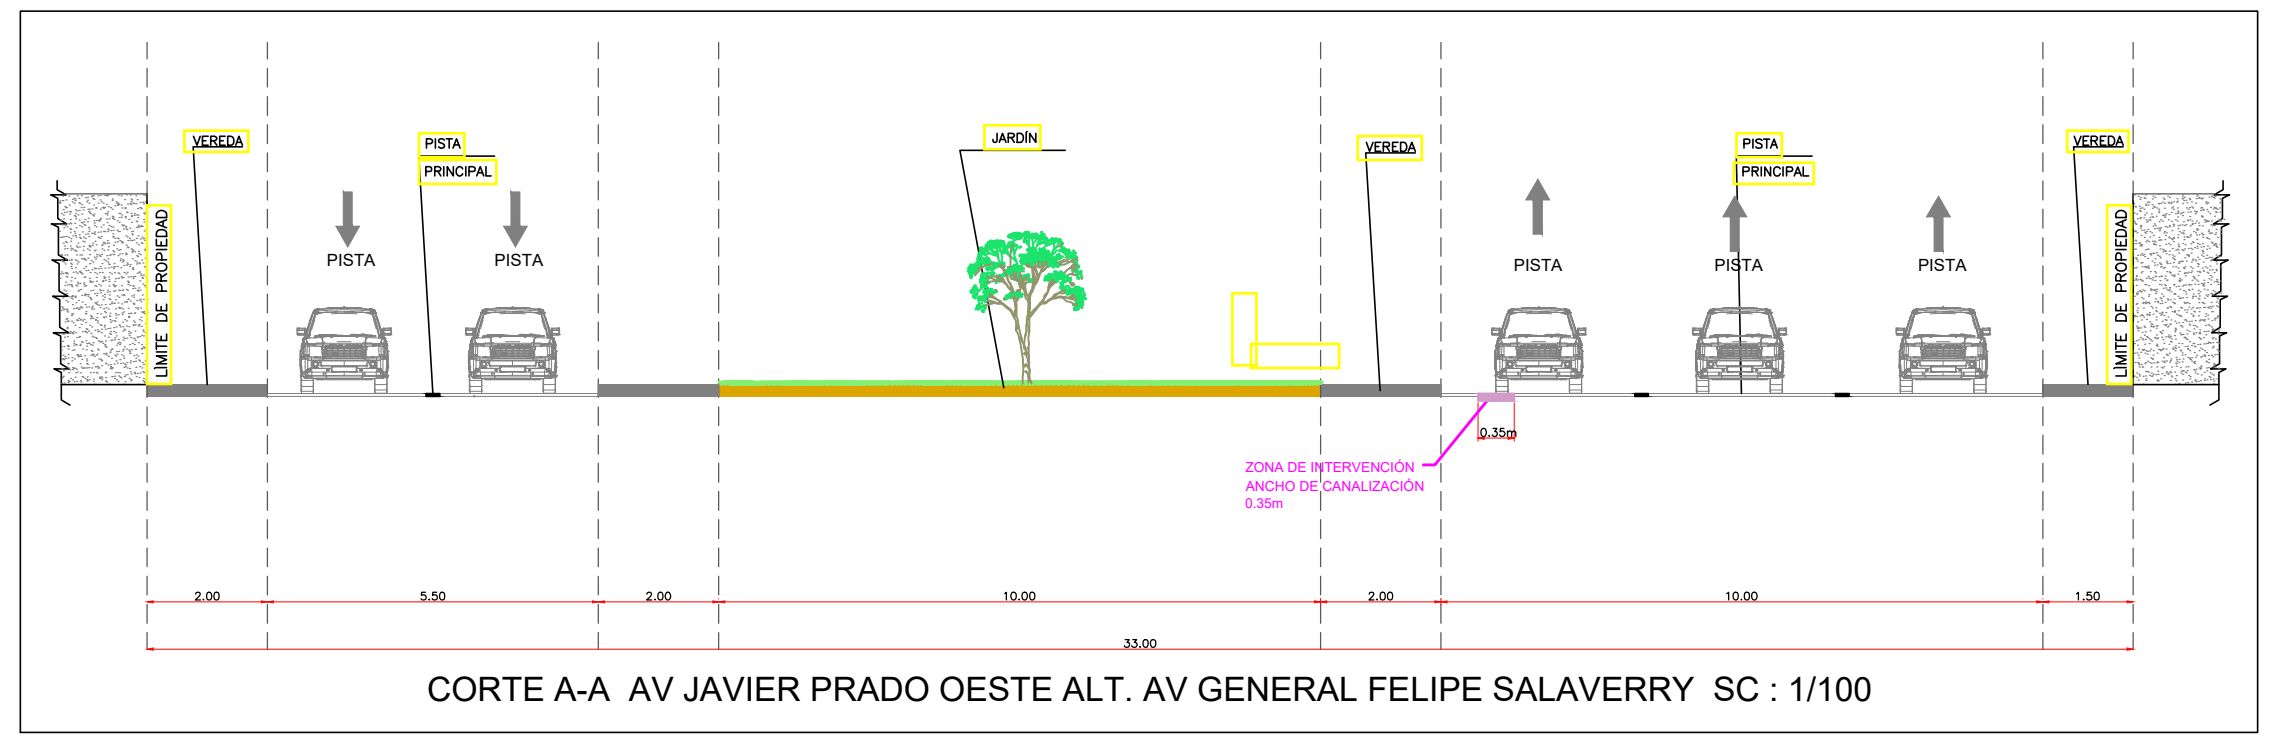 VEREDA
PISTA
PRINCIPAL
JARDÍN
VEREDA
PISTA
PRINCIPAL
VEREDA
LÍMITE DE PROPIEDAD
PISTA
PISTA
PISTA
PISTA
PISTA
LÍMITE DE PROPIEDAD
0.35m
ZONA DE INTERVENCIÓN
ANCHO DE CANALIZACIÓN
0.35m
2.00
5.50
2.00
10.00
2.00
10.00
1.50
33.00
CORTE A-A AV JAVIER PRADO OESTE ALT. AV GENERAL FELIPE SALAVERRY SC : 1/100